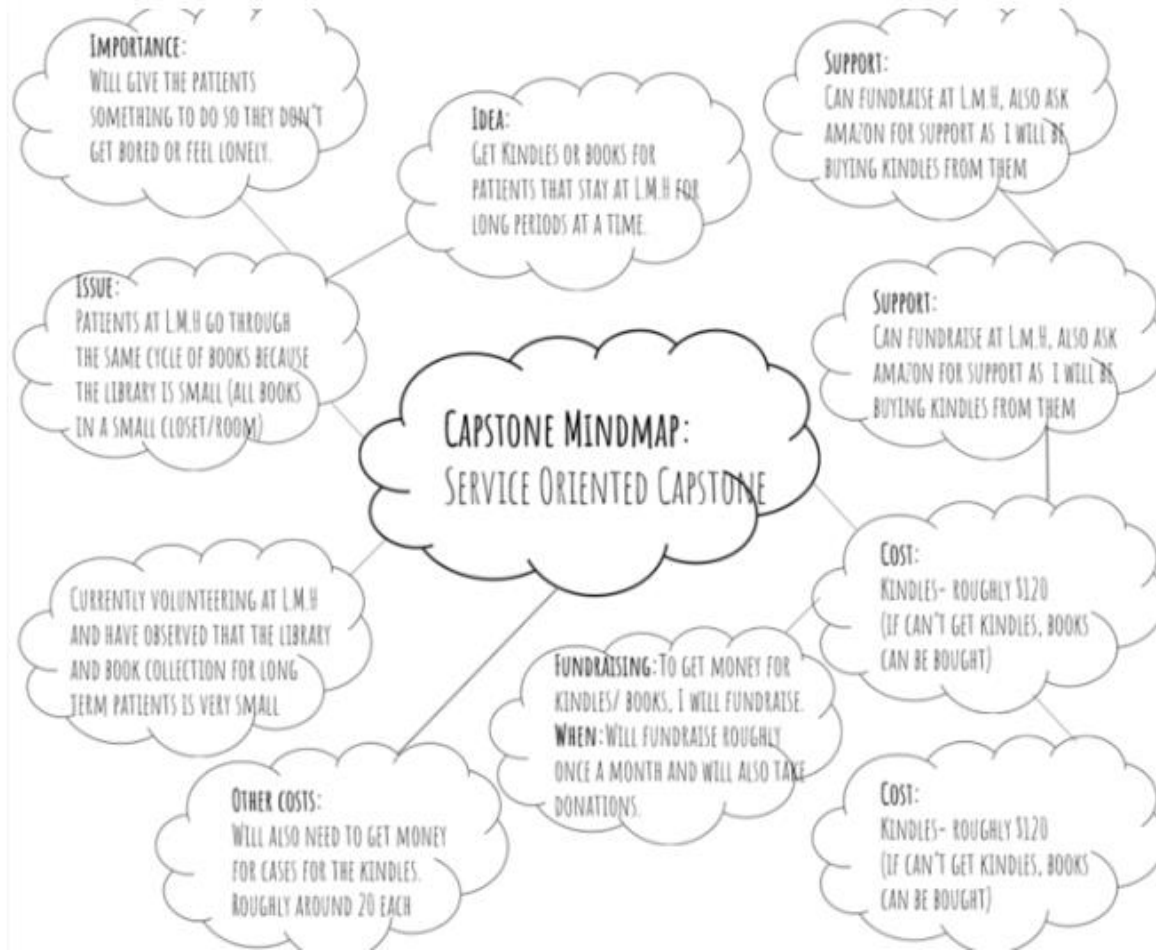 IMPORTANCE:
WILL GIVE THE PATIENTS
SOMETHING TO DO SO THEY DON'T
GET BORED OR FEEL LONELY.
IDEA:
GET KINDLES OR BOOKS FOR
PATIENTS THAT STAY AT L.M.H FOR
LONG PERIODS AT A TIME.
SUPPORT:
CAN FUNDRAISE AT L.M.H, ALSO ASK
AMAZON FOR SUPPORT AS I WILL BE
BUYING KINDLES FROM THEM
ISSUE:
PATIENTS AT L.M.H GO THROUGH
THE SAME CYCLE OF BOOKS BECAUSE
THE LIBRARY IS SMALL (ALL BOOKS
IN A SMALL CLOSET/ROOM)
SUPPORT:
CAN FUNDRAISE AT L.M.H, ALSO ASK
AMAZON FOR SUPPORT AS I WILL BE
BUYING KINDLES FROM THEM
CAPSTONE MINDMAP:
SERVICE ORIENTED CAPSTONE
COST:
KINDLES- ROUGHLY $120
(IF CAN'T GET KINDLES, BOOKS
CAN BE BOUGHT)
CURRENTLY VOLUNTEERING AT L.M.H
AND HAVE OBSERVED THAT THE LIBRARY
AND BOOK COLLECTION FOR LONG
TERM PATIENTS IS VERY SMALL
FUNDRAISING: TO GET MONEY FOR
KINDLES/ BOOKS, I WILL FUNDRAISE.
WHEN: WILL FUNDRAISE ROUGHLY
ONCE A MONTH AND WILL ALSO TAKE
DONATIONS.
OTHER COSTS:
WILL ALSO NEED TO GET MONEY
FOR CASES FOR THE KINDLES.
ROUGHLY AROUND 20 EACH
COST:
KINDLES- ROUGHLY $120
(IF CAN'T GET KINDLES, BOOKS
CAN BE BOUGHT)